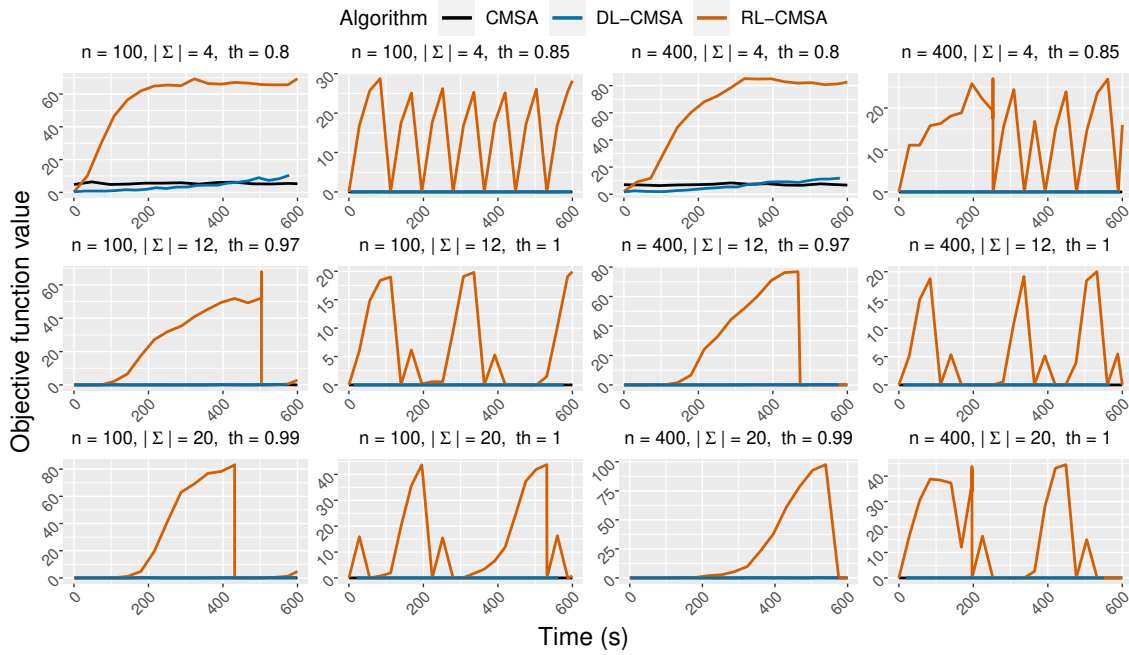 Algorithm CMSA DL−CMSA RL−CMSA
n = 100, | Σ | = 4, th = 0.8
n = 100, | Σ | = 4, th = 0.85
n = 400, | Σ | = 4, th = 0.8
n = 400, | Σ | = 4, th = 0.85
60 40 20 0
0 200 400 600
30 25 20 15 10 5 0
0 200 400 600
80 60 40 20 0
0 200 400 600
20 10 0
0 200 400 600
n = 100, | Σ | = 12, th = 0.97
n = 100, | Σ | = 12, th = 1
n = 400, | Σ | = 12, th = 0.97
n = 400, | Σ | = 12, th = 1
60 40 20 0
0 200 400 600
20 15 10 5 0
0 200 400 600
80 60 40 20 0
0 200 400 600
20 15 10 5 0
0 200 400 600
n = 100, | Σ | = 20, th = 0.99
n = 100, | Σ | = 20, th = 1
n = 400, | Σ | = 20, th = 0.99
n = 400, | Σ | = 20, th = 1
80 60 40 20 0
0 200 400 600
40 30 20 10 0
0 200 400 600
100 75 50 25 0
0 200 400 600
40 30 20 10 0
0 200 400 600
Objective function value
Time (s)